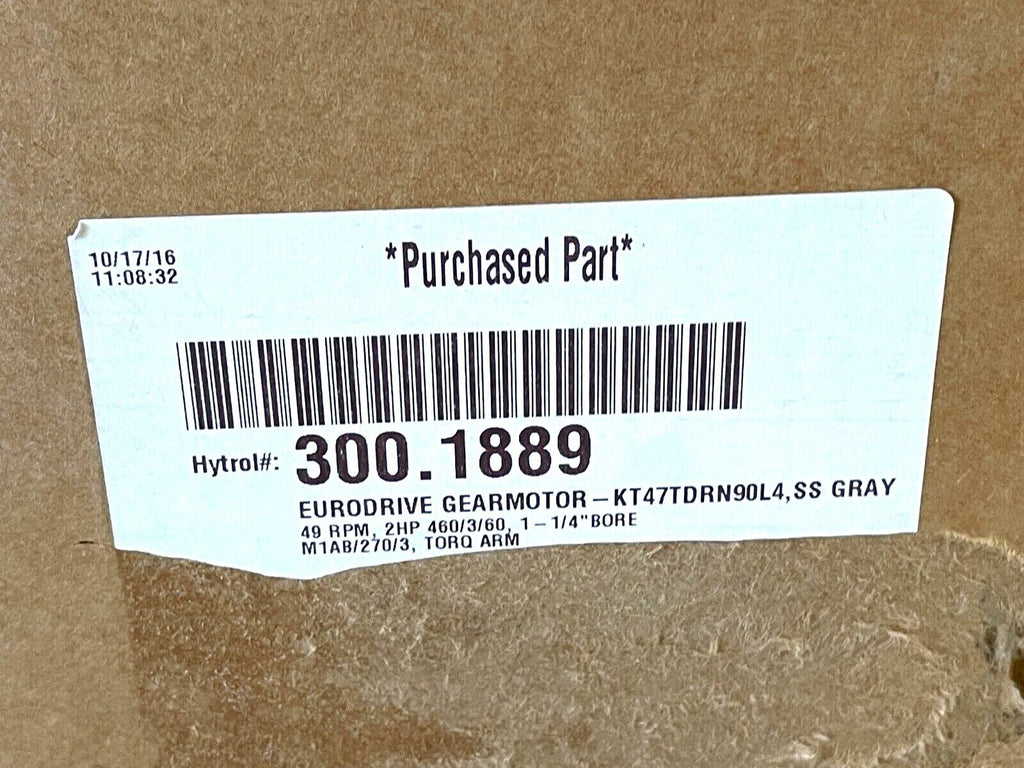 10/17/16
11:08:32
*Purchased Part*
Hytrol#: 300.1889
EURODRIVE GEARMOTOR-KT47TDRN90L4,SS GRAY
49 RPM, 2HP 460/3/60, 1-1/4"BORE
M1AB/270/3, TORQ ARM